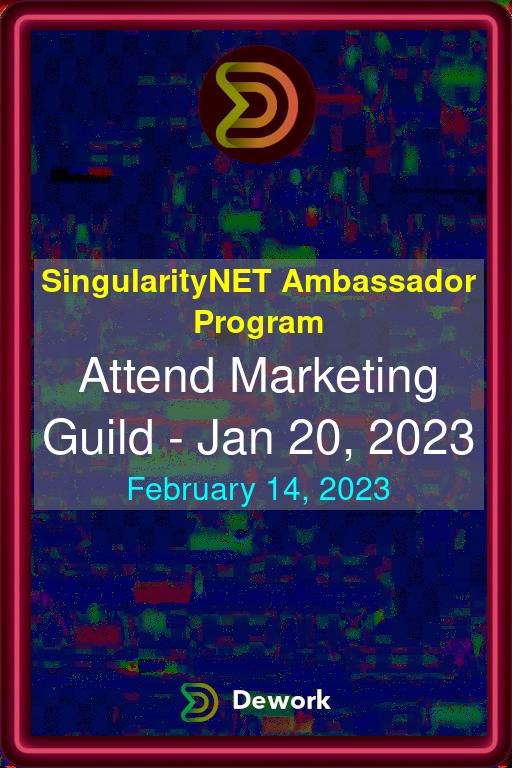 SingularityNET Ambassador
Program
Attend Marketing
Guild - Jan 20, 2023
February 14, 2023
Dework